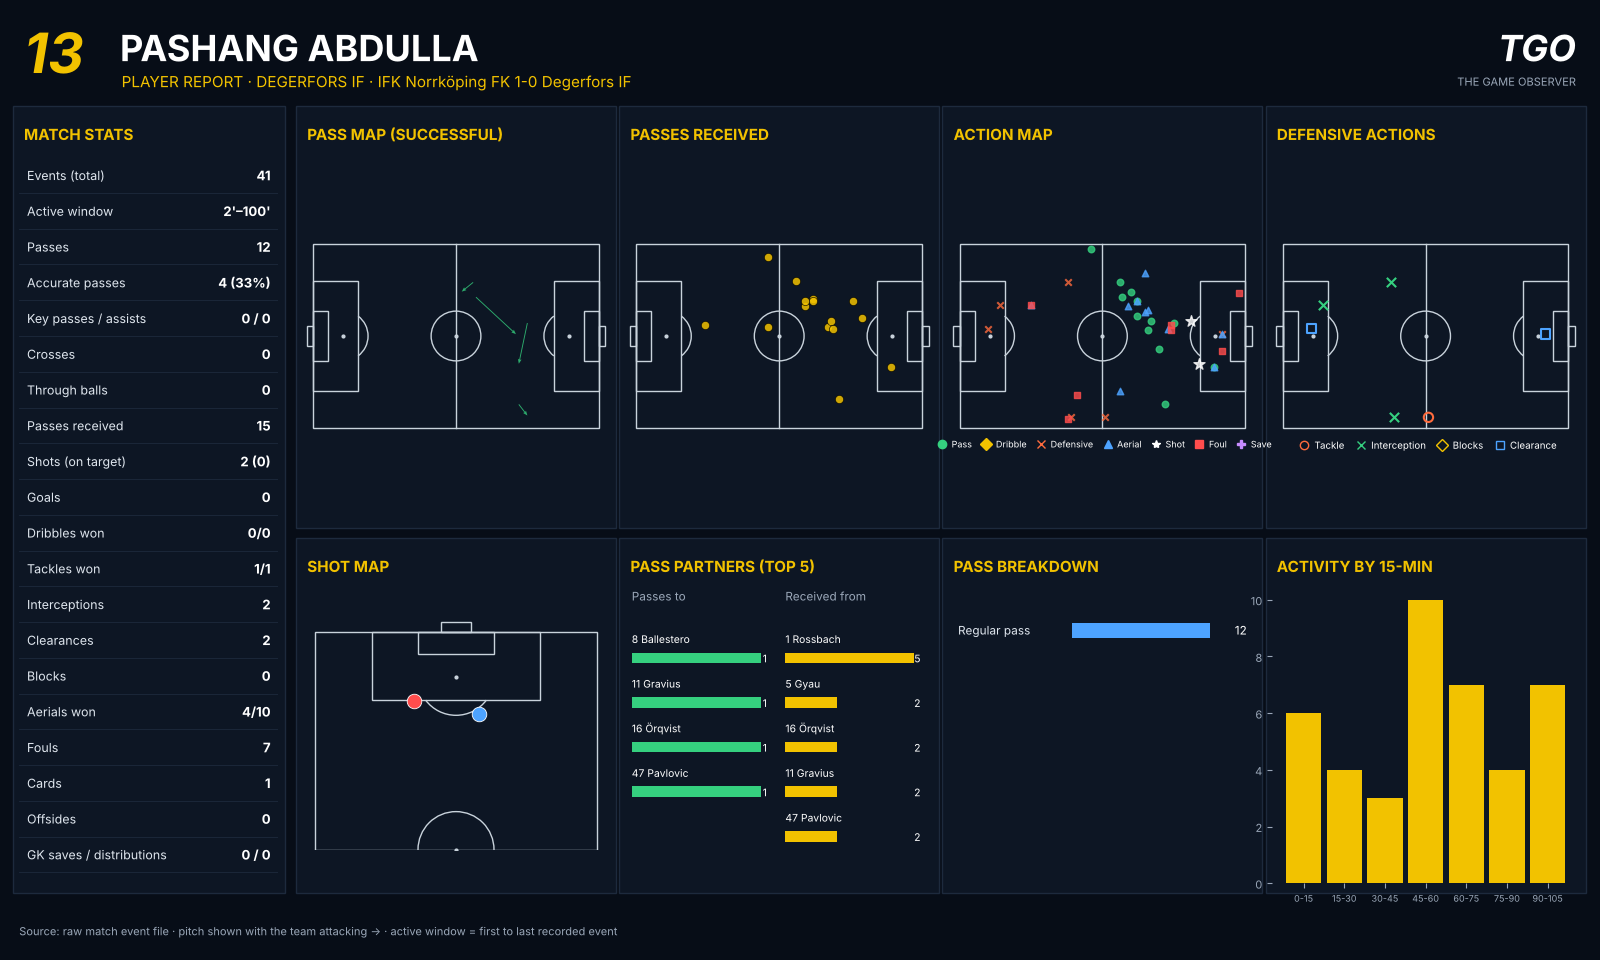 13
PASHANG ABDULLA
PLAYER REPORT · DEGERFORS IF · IFK Norrköping FK 1-0 Degerfors IF
TGO
THE GAME OBSERVER
MATCH STATS
Events (total) 41
Active window 2'–100'
Passes 12
Accurate passes 4 (33%)
Key passes / assists 0 / 0
Crosses 0
Through balls 0
Passes received 15
Shots (on target) 2 (0)
Goals 0
Dribbles won 0/0
Tackles won 1/1
Interceptions 2
Clearances 2
Blocks 0
Aerials won 4/10
Fouls 7
Cards 1
Offsides 0
GK saves / distributions 0 / 0
PASS MAP (SUCCESSFUL)
PASSES RECEIVED
ACTION MAP
Pass Dribble Defensive Aerial Shot Foul Save
DEFENSIVE ACTIONS
Tackle Interception Blocks Clearance
SHOT MAP
PASS PARTNERS (TOP 5)
Passes to
8 Ballestero
1
11 Gravius
1
16 Örqvist
1
47 Pavlovic
1
Received from
1 Rossbach
5
5 Gyau
2
16 Örqvist
2
11 Gravius
2
47 Pavlovic
2
PASS BREAKDOWN
Regular pass 12
ACTIVITY BY 15-MIN
10
8
6
4
2
0
0-15 15-30 30-45 45-60 60-75 75-90 90-105
Source: raw match event file · pitch shown with the team attacking → · active window = first to last recorded event